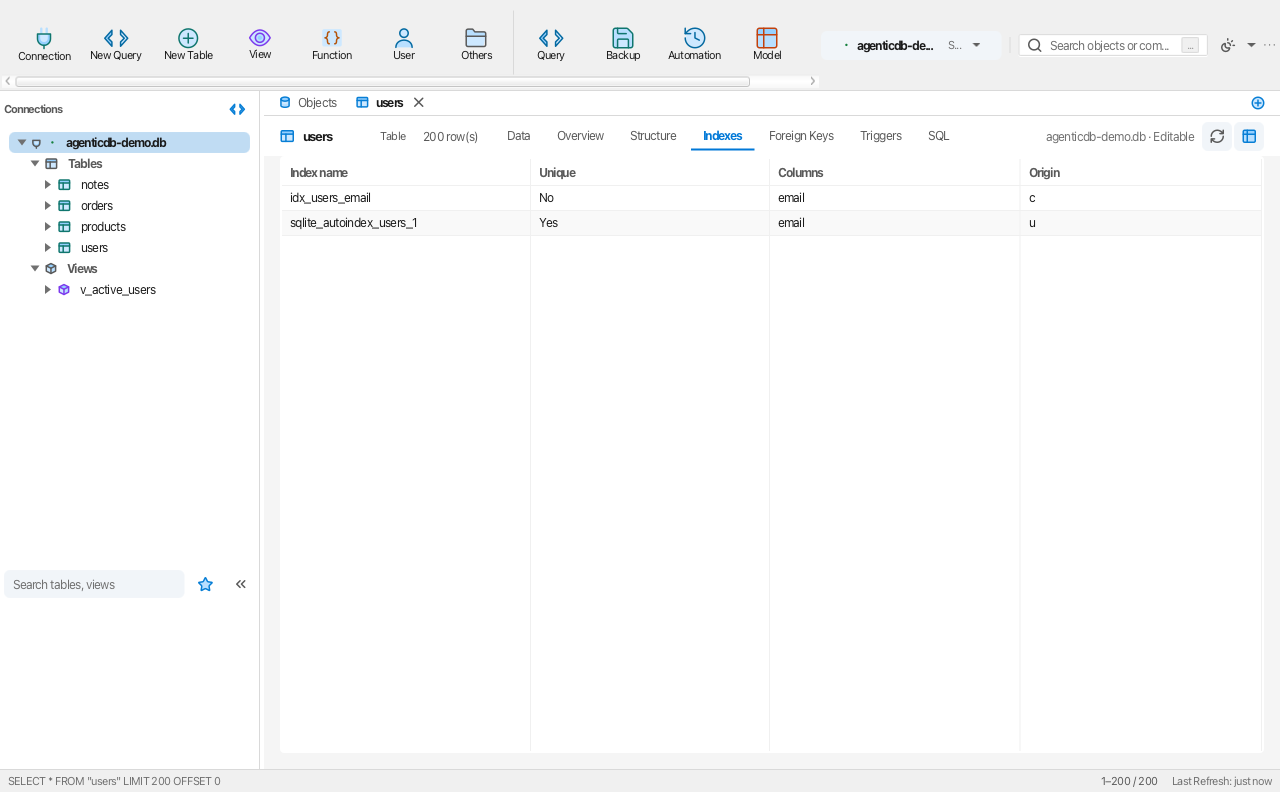 Connection
New Query
New Table
View
Function
User
Others
Query
Backup
Automation
Model
agenticdb-de...
S...
Search objects or com...
...
Connections
agenticdb-demo.db
Tables
notes
orders
products
users
Views
v_active_users
Search tables, views
Objects
users
users
Table
200 row(s)
Data
Overview
Structure
Indexes
Foreign Keys
Triggers
SQL
agenticdb-demo.db · Editable
Index name Unique Columns Origin
idx_users_email No email c
sqlite_autoindex_users_1 Yes email u
SELECT * FROM "users" LIMIT 200 OFFSET 0
1–200 / 200
Last Refresh: just now